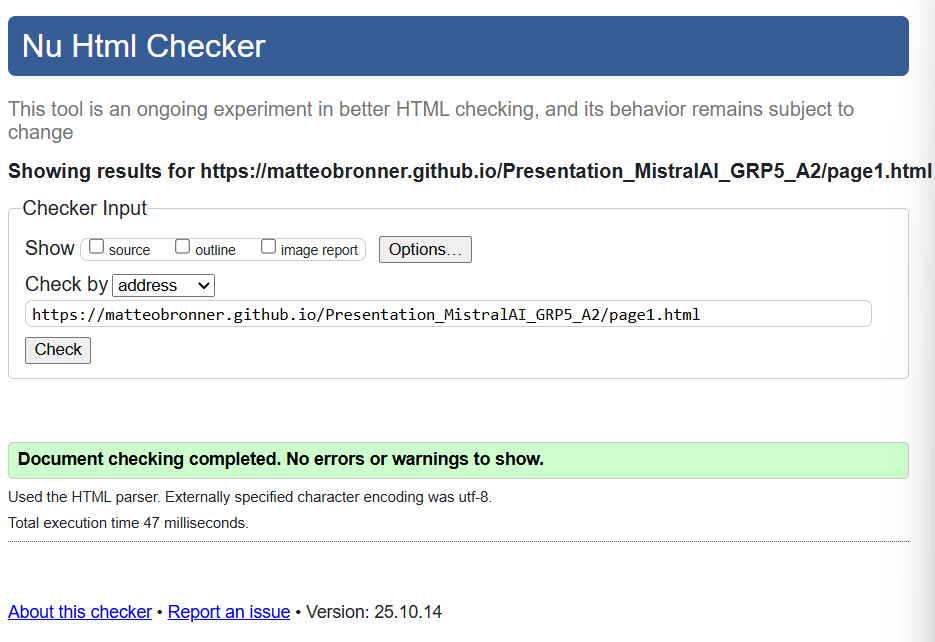 Nu Html Checker
This tool is an ongoing experiment in better HTML checking, and its behavior remains subject to
change
Showing results for https://matteobronner.github.io/Presentation_MistralAI_GRP5_A2/page1.html
Checker Input
Show source outline image report Options...
Check by address
https://matteobronner.github.io/Presentation_MistralAI_GRP5_A2/page1.html
Check
Document checking completed. No errors or warnings to show.
Used the HTML parser. Externally specified character encoding was utf-8.
Total execution time 47 milliseconds.
About this checker • Report an issue • Version: 25.10.14